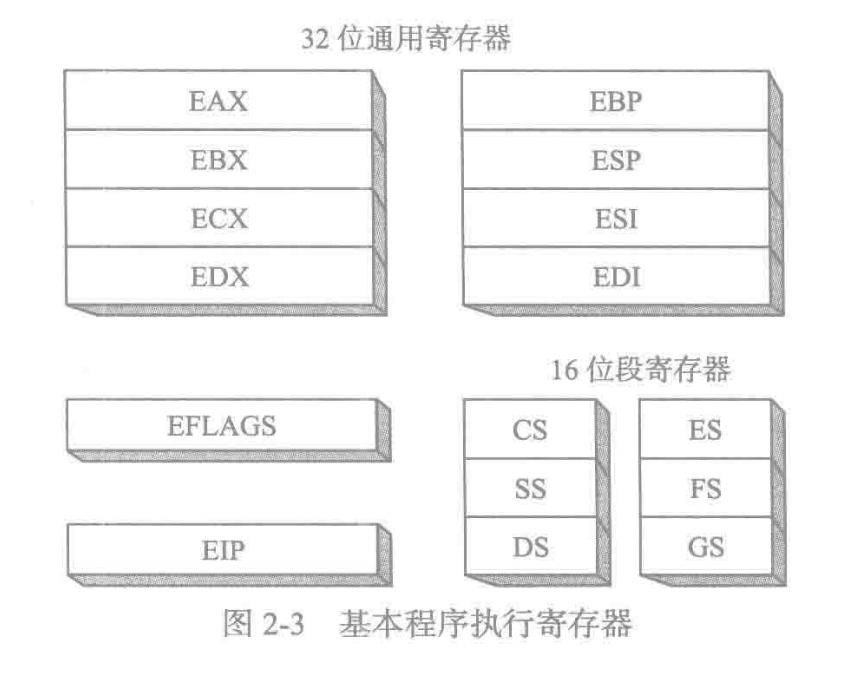 32 位通用寄存器
EAX
EBX
ECX
EDX
EBP
ESP
ESI
EDI
EFLAGS
EIP
16 位段寄存器
CS
SS
DS
ES
FS
GS
图 2-3 基本程序执行寄存器